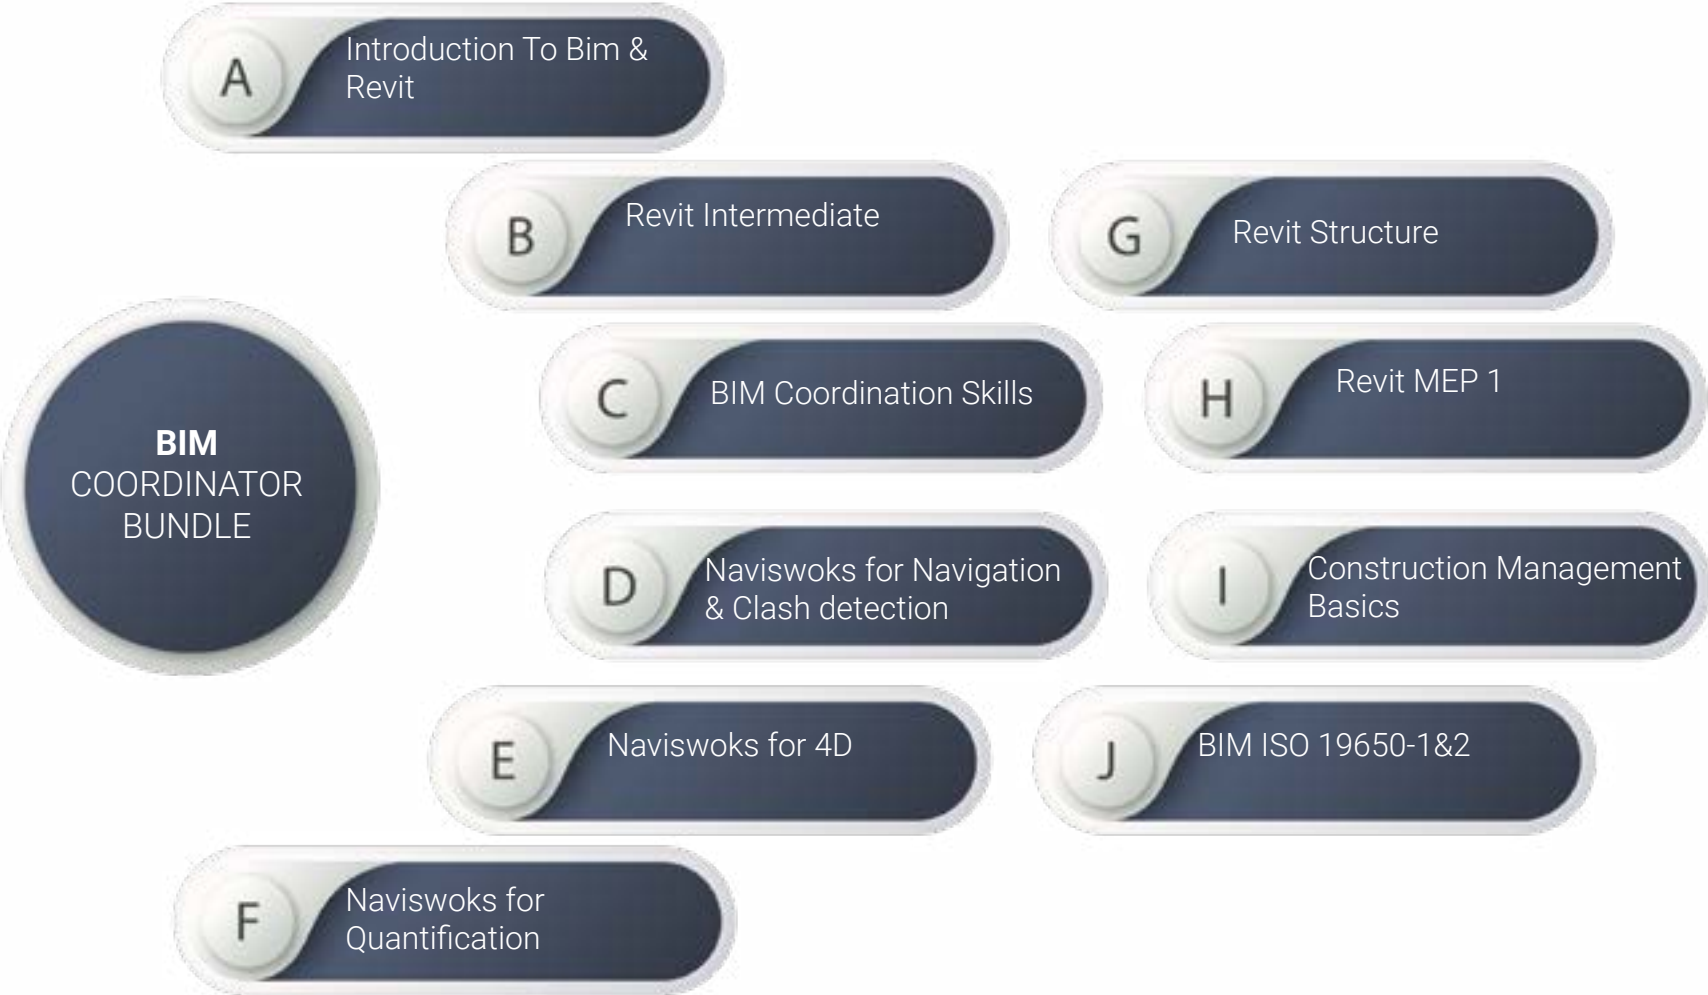 BIM
COORDINATOR
BUNDLE
A
Introduction To Bim &
Revit
B
Revit Intermediate
C
BIM Coordination Skills
D
Naviswoks for Navigation
& Clash detection
E
Naviswoks for 4D
F
Naviswoks for
Quantification
G
Revit Structure
H
Revit MEP 1
I
Construction Management
Basics
J
BIM ISO 19650-1&2